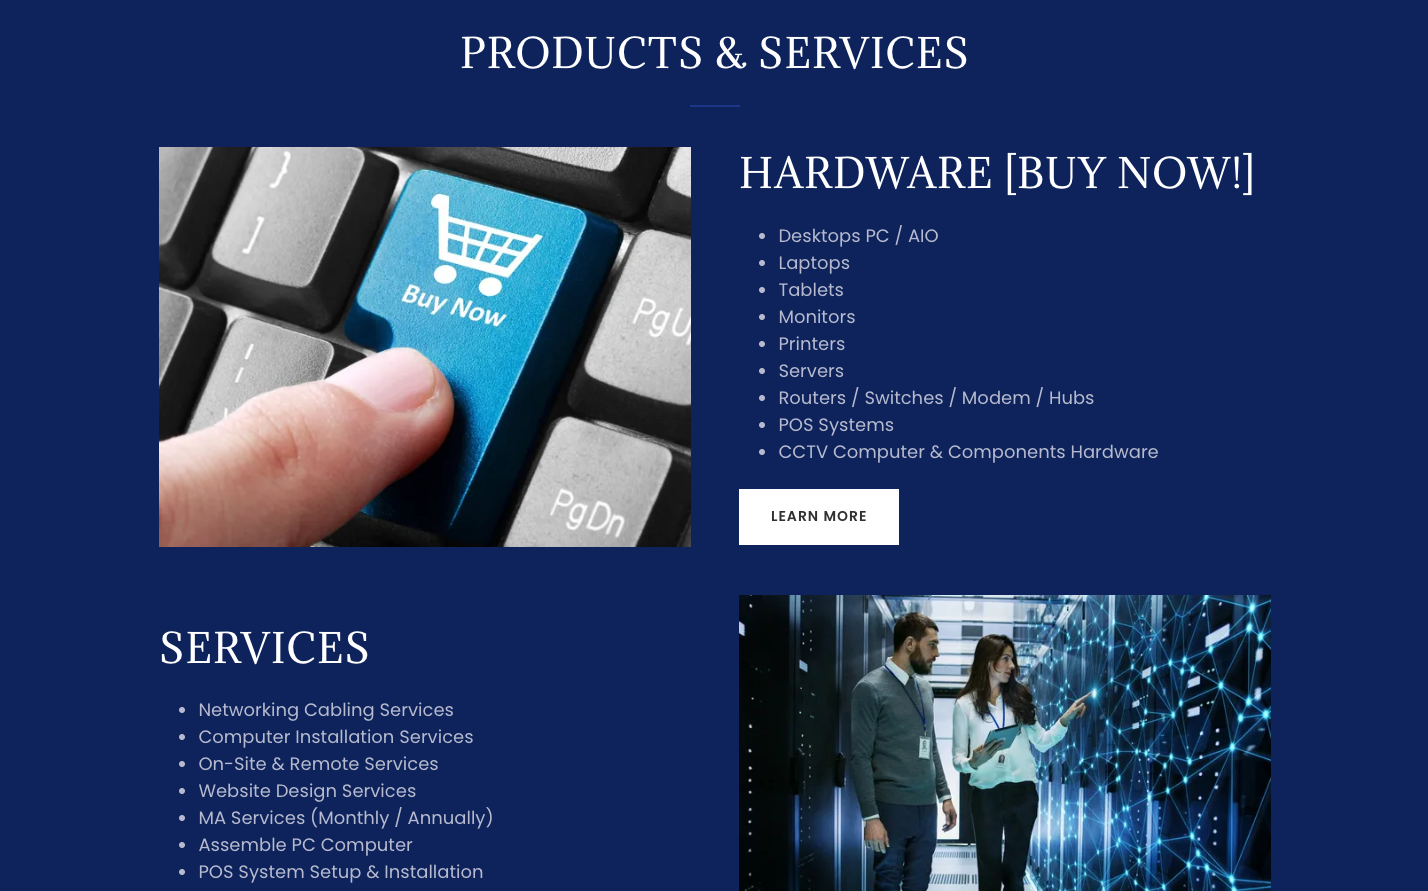 PRODUCTS & SERVICES
}
]
Buy Now
PgU
PgDn
HARDWARE [BUY NOW!]
Desktops PC / AIO
Laptops
Tablets
Monitors
Printers
Servers
Routers / Switches / Modem / Hubs
POS Systems
CCTV Computer & Components Hardware
LEARN MORE
SERVICES
Networking Cabling Services
Computer Installation Services
On-Site & Remote Services
Website Design Services
MA Services (Monthly / Annually)
Assemble PC Computer
POS System Setup & Installation